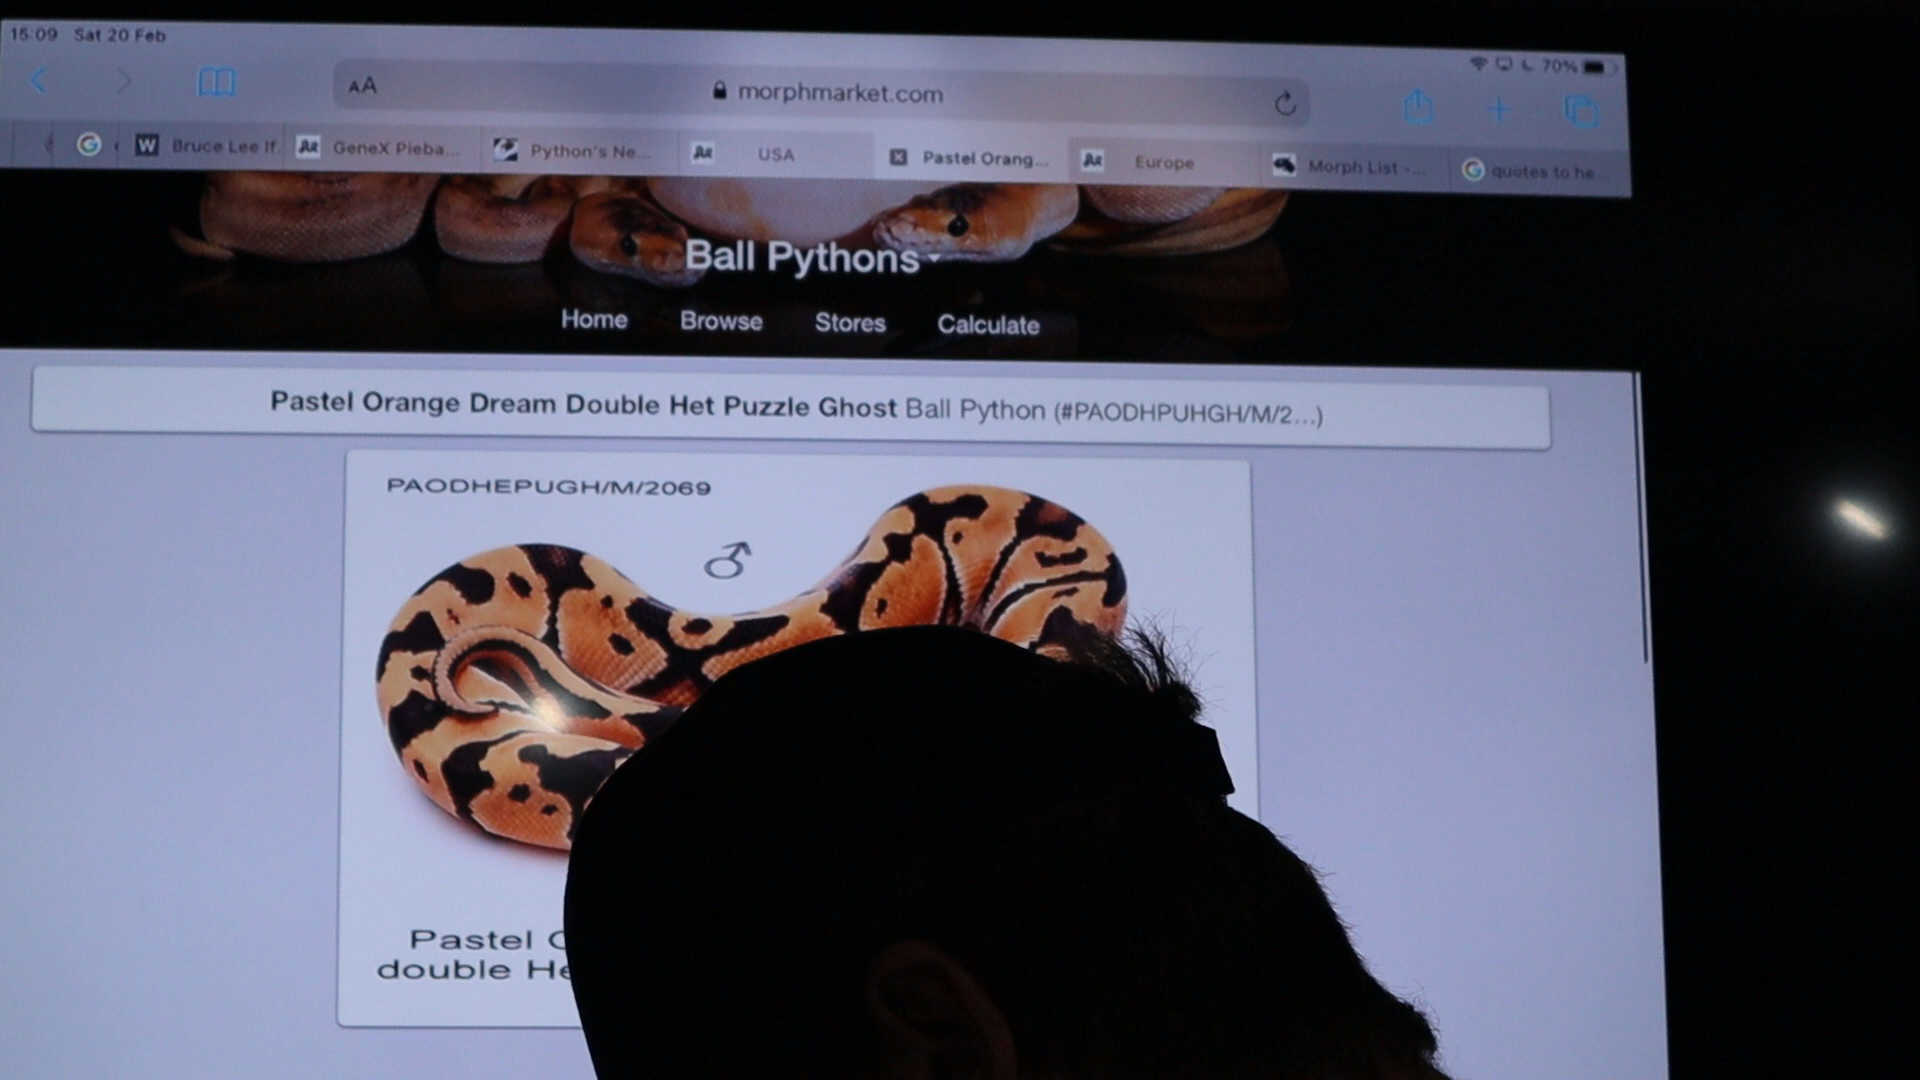 15:09 Sat 20 Feb
70%
AA morphmarket.com
G W Bruce Lee If. GeneX Pieba... Python's Ne... USA Pastel Orang... Europe Morph List -... G quotes to he
Ball Pythons
Home Browse Stores Calculate
Pastel Orange Dream Double Het Puzzle Ghost Ball Python (#PAODHPUHGH/M/2...)
PAODHEPUGH/M/2069
♂
Pastel
double He